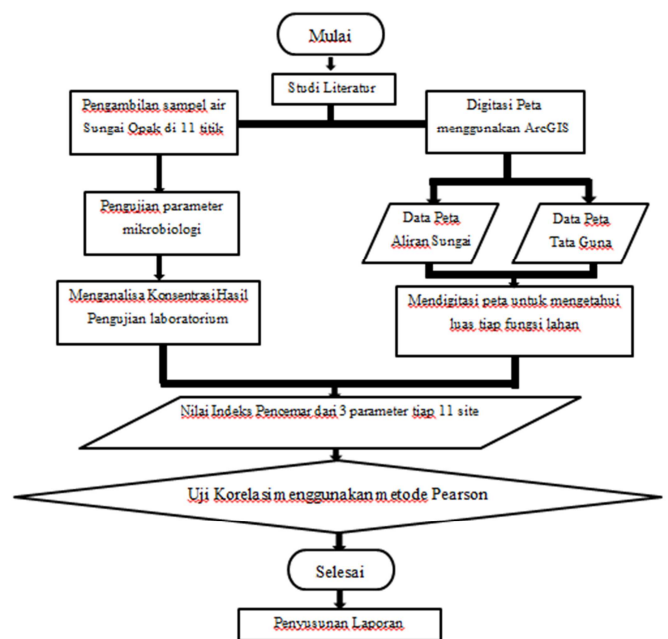 Mulai
Studi Literatur
Pengambilan sampel air
Sungai Opak di 11 titik
Digitasi Peta
menggunakan ArcGIS
Pengujian parameter
mikrobiologi
Data Peta
Aliran Sungai
Data Peta
Tata Guna
Menganalisa Konsentrasi Hasil
Pengujian laboratorium
Mendigitasi peta untuk mengetahui
luas tiap fungsi lahan
Nilai Indeks Pencemar dari 3 parameter tiap 11 site
Uji Korelasi menggunakan metode Pearson
Selesai
Penyusunan Laporan